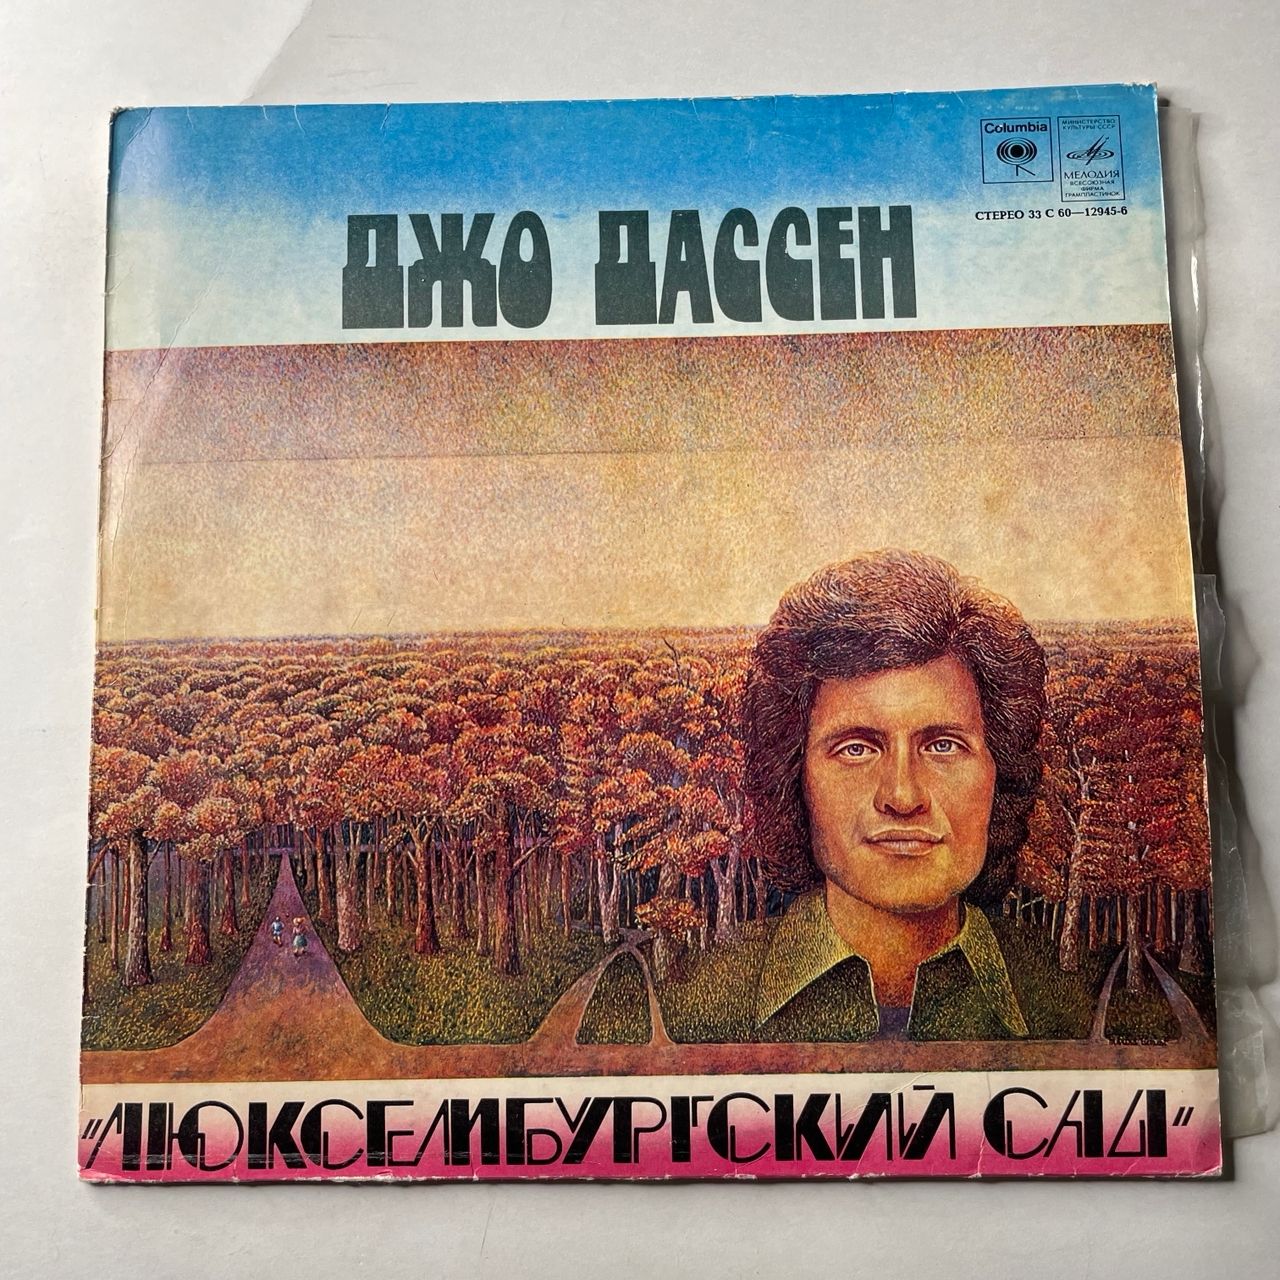 Columbia
МИНИСТЕРСТВО
КУЛЬТУРЫ СССР
МЕЛОДИЯ
ВСЕСОЮЗНАЯ
ФИРМА
ГРАМПЛАСТИНОК
СТЕРЕО 33 С 60—12945-6
ДЖО ДАССЕН
"ЛЮКСЕМБУРГСКИЙ САД"